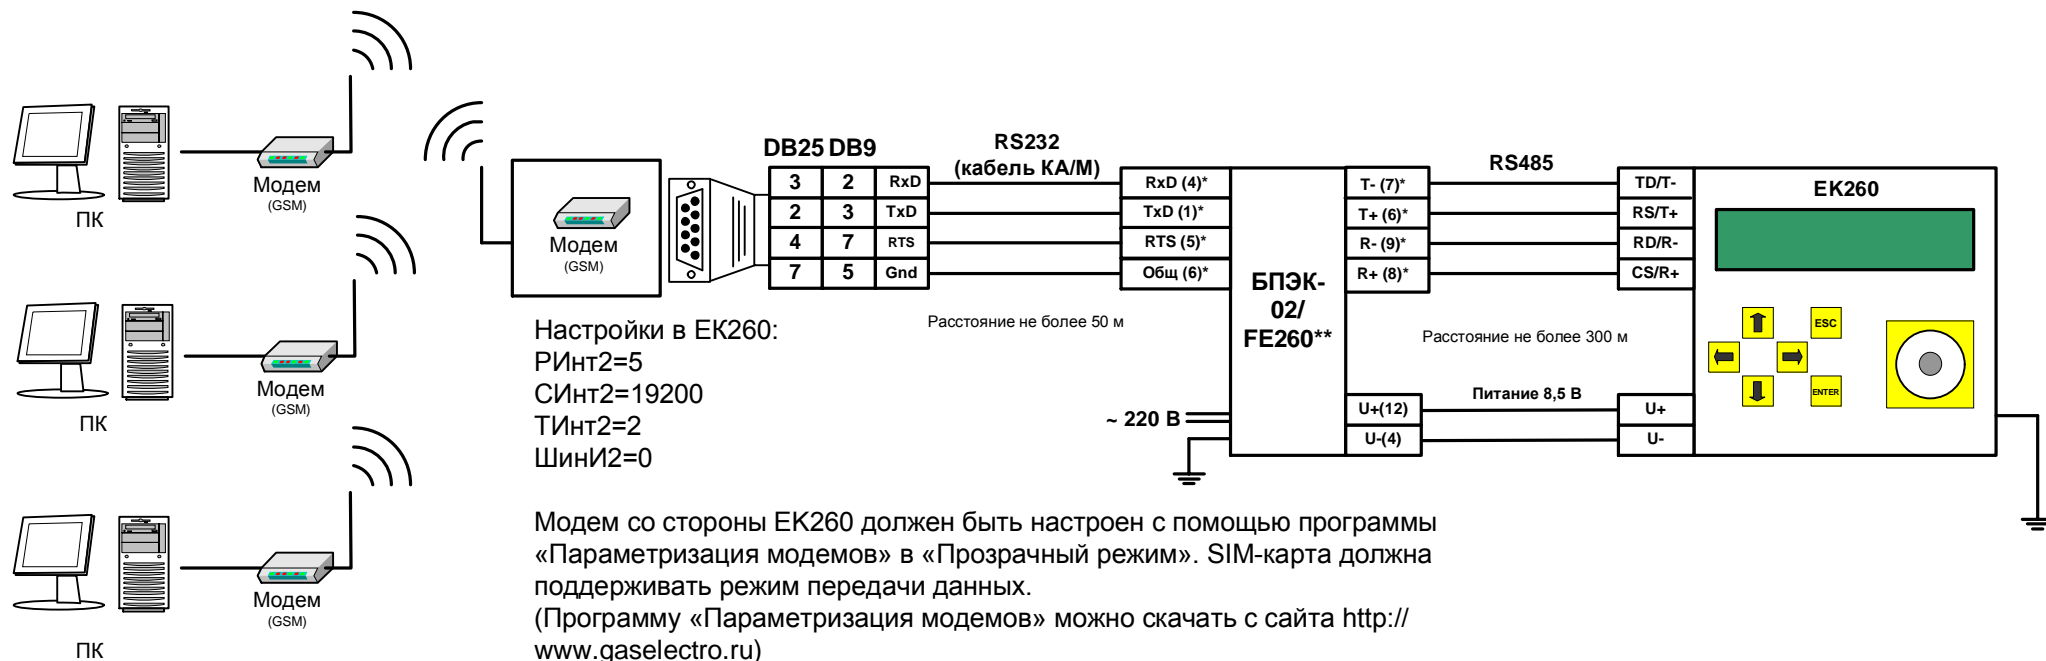 ПК
Модем
(GSM)
ПК
Модем
(GSM)
ПК
Модем
(GSM)
Модем
(GSM)
DB25 DB9
3 2 RxD
2 3 TxD
4 7 RTS
7 5 Gnd
RS232
(кабель КА/М)
Расстояние не более 50 м
RxD (4)*
TxD (1)*
RTS (5)*
Общ (6)*
БПЭК-
02/
FE260**
~ 220 В
T- (7)*
T+ (6)*
R- (9)*
R+ (8)*
U+(12)
U-(4)
RS485
Расстояние не более 300 м
Питание 8,5 В
TD/T-
RS/T+
RD/R-
CS/R+
U+
U-
EK260
ESC
ENTER
Настройки в ЕК260:
РИнт2=5
СИнт2=19200
ТИнт2=2
ШинИ2=0
Модем со стороны ЕК260 должен быть настроен с помощью программы
«Параметризация модемов» в «Прозрачный режим». SIM-карта должна
поддерживать режим передачи данных.
(Программу «Параметризация модемов» можно скачать с сайта http://
www.gaselectro.ru)